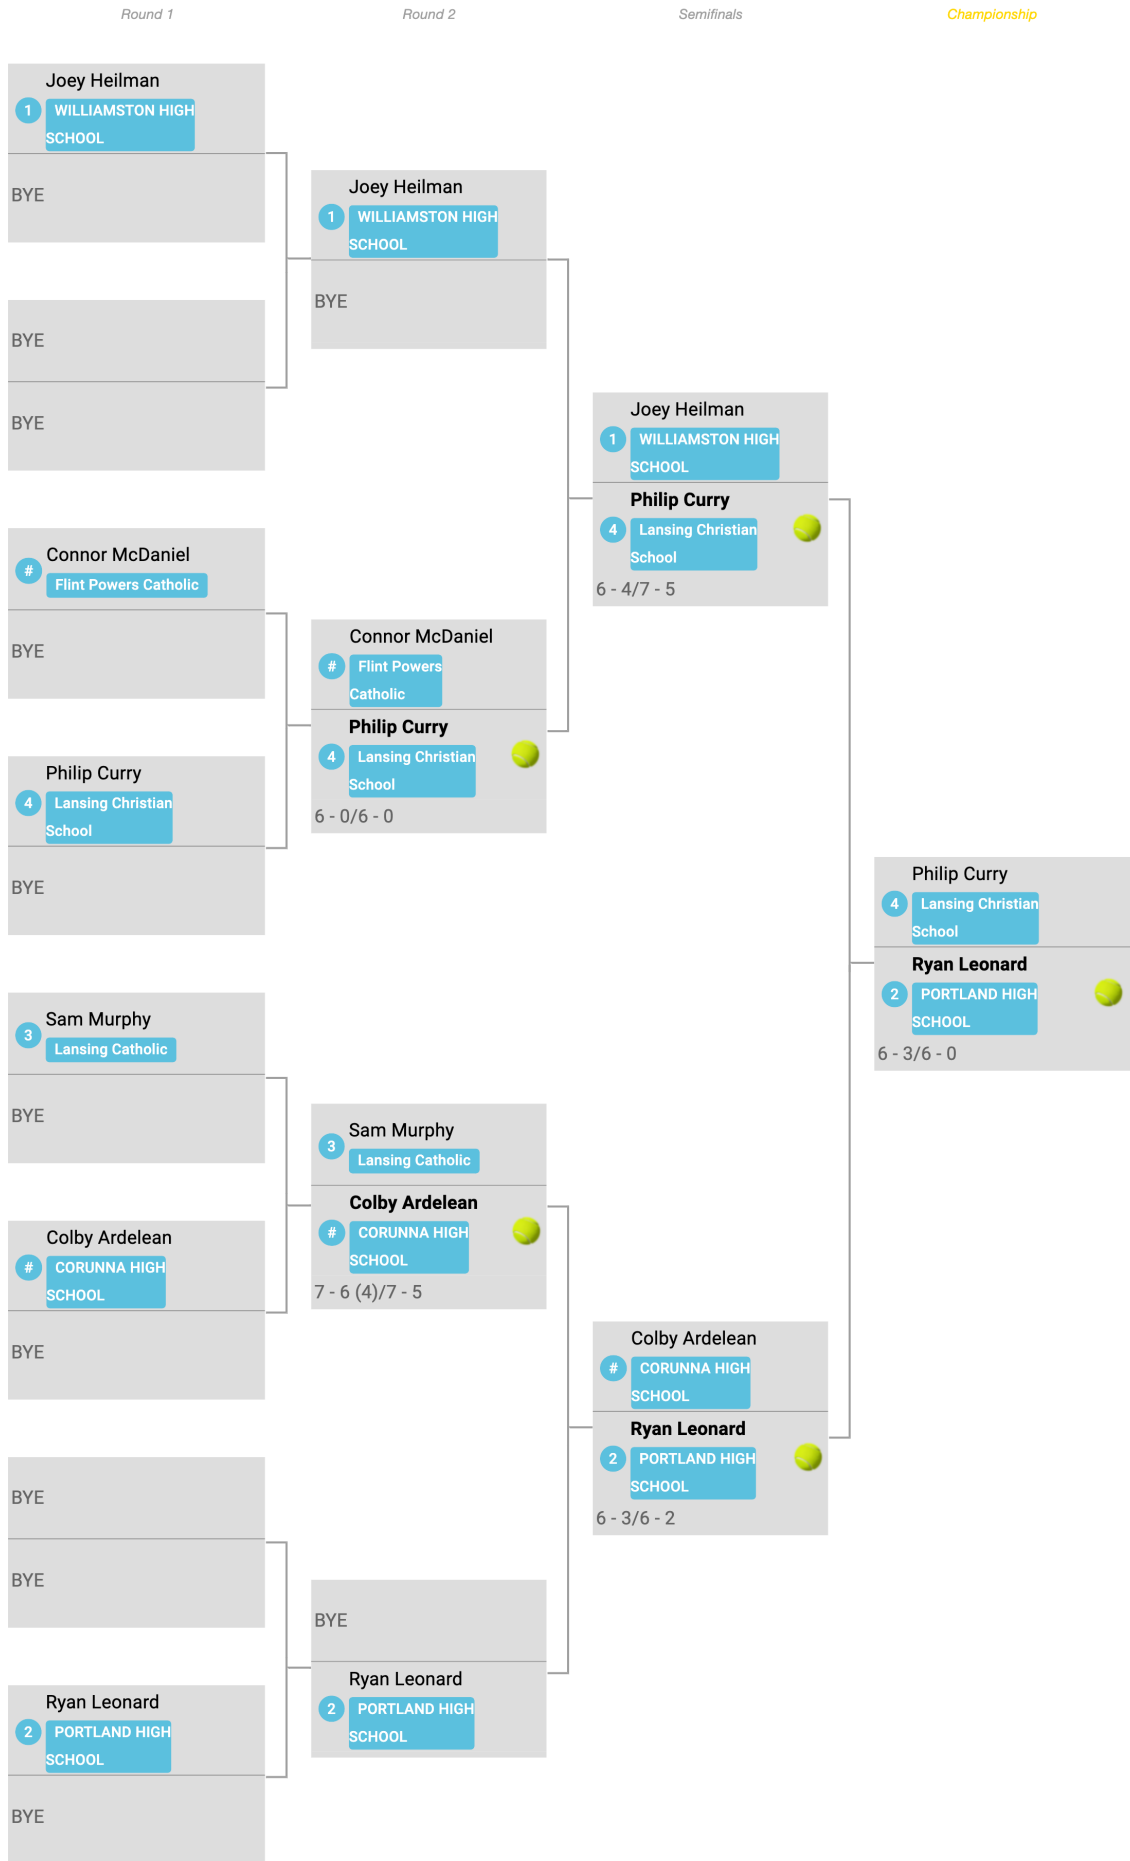 Round 1
Round 2
Semifinals
Championship
Joey Heilman
1
WILLIAMSTON HIGH
SCHOOL
BYE
BYE
BYE
Connor McDaniel
#
Flint Powers Catholic
BYE
Philip Curry
4
Lansing Christian
School
BYE
Sam Murphy
3
Lansing Catholic
BYE
Colby Ardelean
#
CORUNNA HIGH
SCHOOL
BYE
BYE
BYE
Ryan Leonard
2
PORTLAND HIGH
SCHOOL
BYE
Joey Heilman
1
WILLIAMSTON HIGH
SCHOOL
BYE
Connor McDaniel
#
Flint Powers
Catholic
Philip Curry
4
Lansing Christian
School
6 - 0/6 - 0
Sam Murphy
3
Lansing Catholic
Colby Ardelean
#
CORUNNA HIGH
SCHOOL
7 - 6 (4)/7 - 5
BYE
Ryan Leonard
2
PORTLAND HIGH
SCHOOL
Joey Heilman
1
WILLIAMSTON HIGH
SCHOOL
Philip Curry
4
Lansing Christian
School
6 - 4/7 - 5
Colby Ardelean
#
CORUNNA HIGH
SCHOOL
Ryan Leonard
2
PORTLAND HIGH
SCHOOL
6 - 3/6 - 2
Philip Curry
4
Lansing Christian
School
Ryan Leonard
2
PORTLAND HIGH
SCHOOL
6 - 3/6 - 0